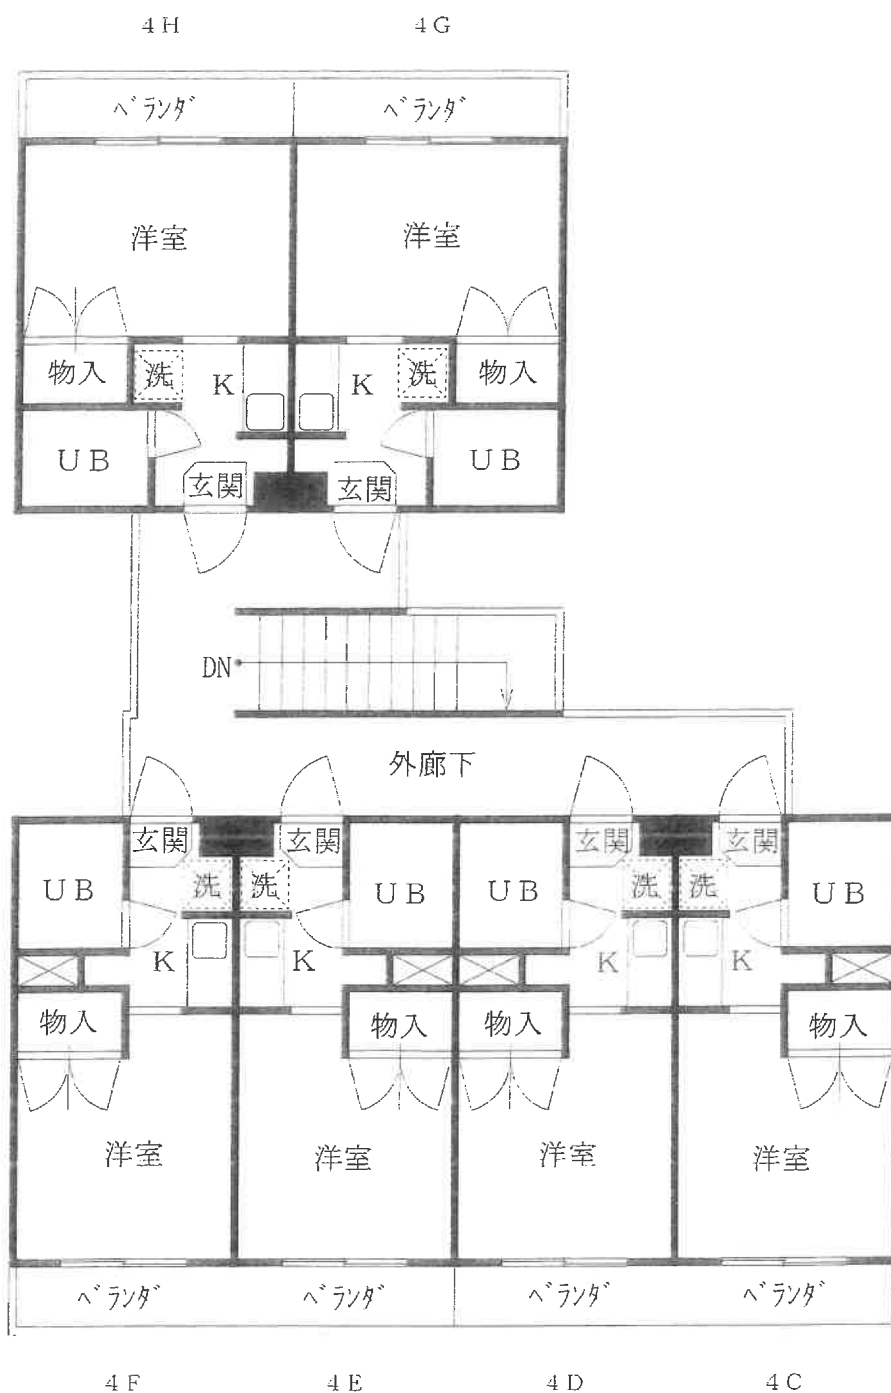 4H 4G
ベランダ ベランダ
洋室 洋室
物入 洗 K K 洗 物入
UB UB
玄関 玄関
DN
外廊下
玄関 玄関 玄関 玄関
UB 洗 洗 UB UB 洗 洗 UB
K K K K
物入 物入 物入 物入
洋室 洋室 洋室 洋室
ベランダ ベランダ ベランダ ベランダ
4F 4E 4D 4C